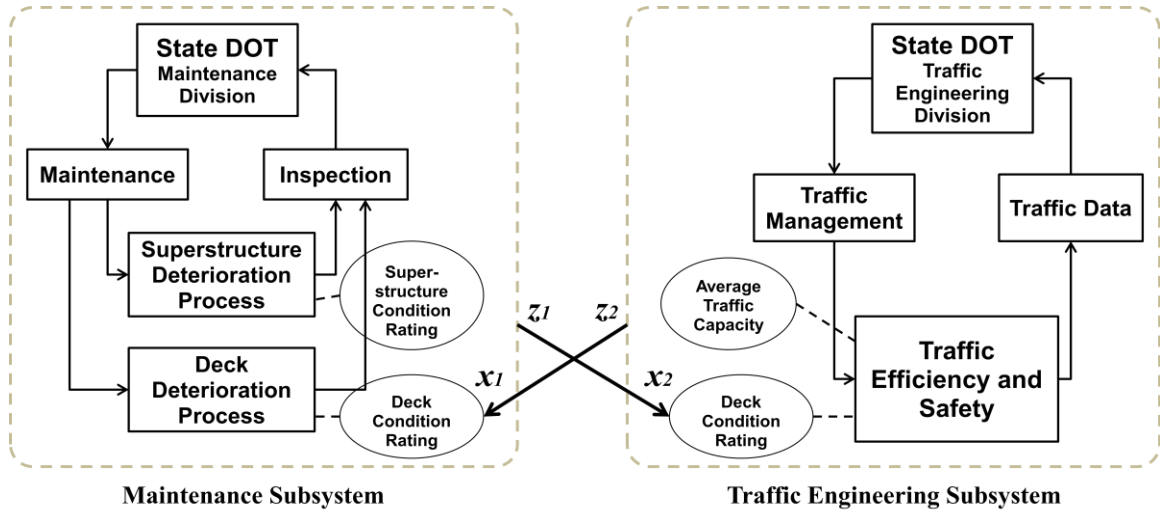 State DOT
Maintenance
Division
Maintenance
Inspection
Superstructure
Deterioration
Process
Super-
structure
Condition
Rating
Deck
Deterioration
Process
Deck
Condition
Rating
z1
z2
x1
x2
State DOT
Traffic
Engineering
Division
Traffic
Management
Traffic Data
Average
Traffic
Capacity
Traffic
Efficiency and
Safety
Deck
Condition
Rating
Maintenance Subsystem
Traffic Engineering Subsystem